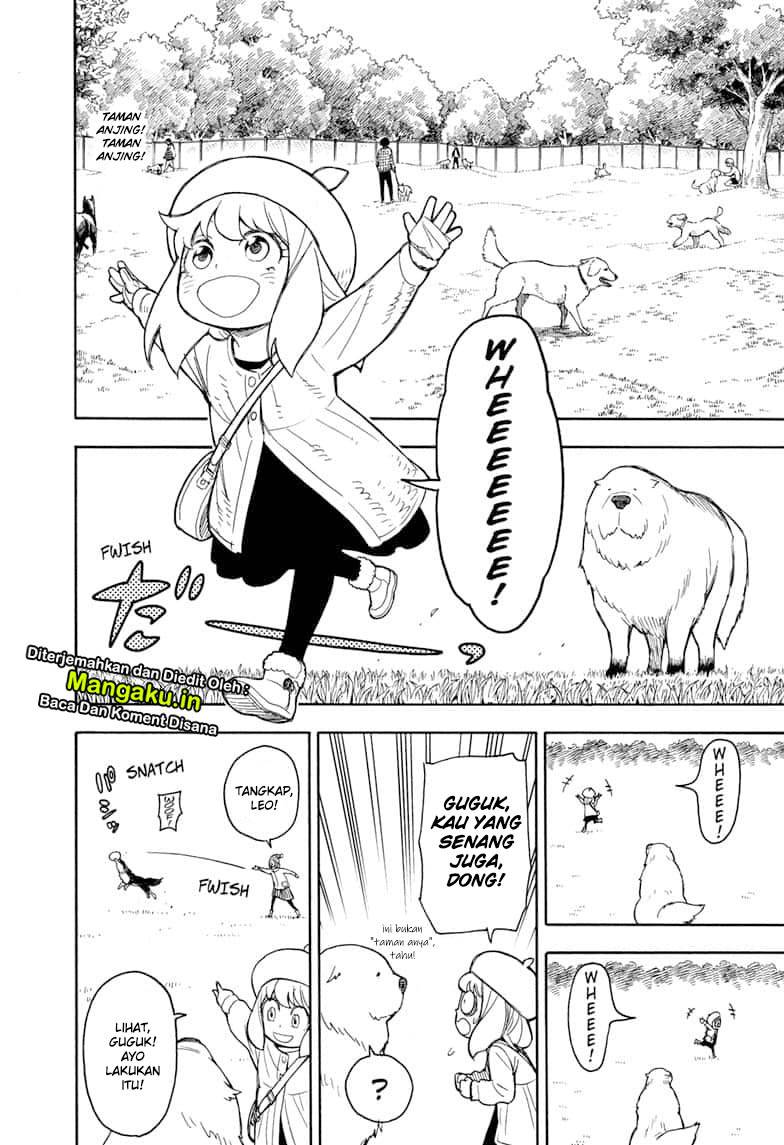 TAMAN
ANJING!
TAMAN
ANJING!
WHEEEEEEEE!
FWISH
だっ
Diterjemahkan dan Diedit Oleh :
Mangaku.in
Baca Dan Koment Disana
WHEEE!
WHEEE!
GUGUK,
KAU YANG
SENANG
JUGA,
DONG!
ini bukan
"taman anya",
tahu!
?
TANGKAP,
LEO!
SNATCH
FWISH
LIHAT,
GUGUK!
AYO
LAKUKAN
ITU!